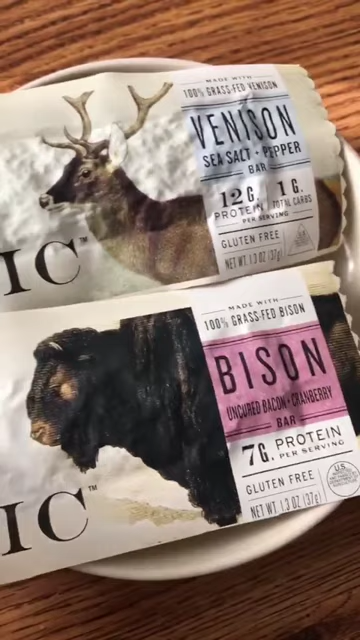 MADE WITH
100% GRASS-FED VENISON
VENISON
SEA SALT + PEPPER
BAR
12G. 1G.
PROTEIN TOTAL CARBS
PER SERVING
GLUTEN FREE
NET WT. 1.3 OZ (37g)
IC™
MADE WITH
100% GRASS-FED BISON
BISON
UNCURED BACON + CRANBERRY
BAR
7G. PROTEIN
PER SERVING
GLUTEN FREE
NET WT 1.3 OZ (37g)
U.S.
IC™